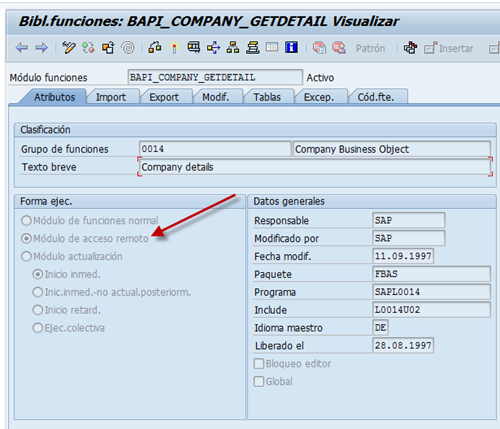 Bibl.funciones: BAPI_COMPANY_GETDETAIL Visualizar
Patrón Insertar
Módulo funciones BAPI_COMPANY_GETDETAIL Activo
Atributos Import Export Modif. Tablas Excep. Cód.fte.
Clasificación
Grupo de funciones 0014 Company Business Object
Texto breve Company details
Forma ejec.
Módulo de funciones normal
Módulo de acceso remoto
Módulo actualización
Inicio inmed.
Inic.inmed.-no actual.posteriorm.
Inicio retard.
Ejec.colectiva
Datos generales
Responsable SAP
Modificado por SAP
Fecha modif. 11.09.1997
Paquete FBAS
Programa SAPL0014
Include L0014U02
Idioma maestro DE
Liberado el 28.08.1997
Bloqueo editor
Global